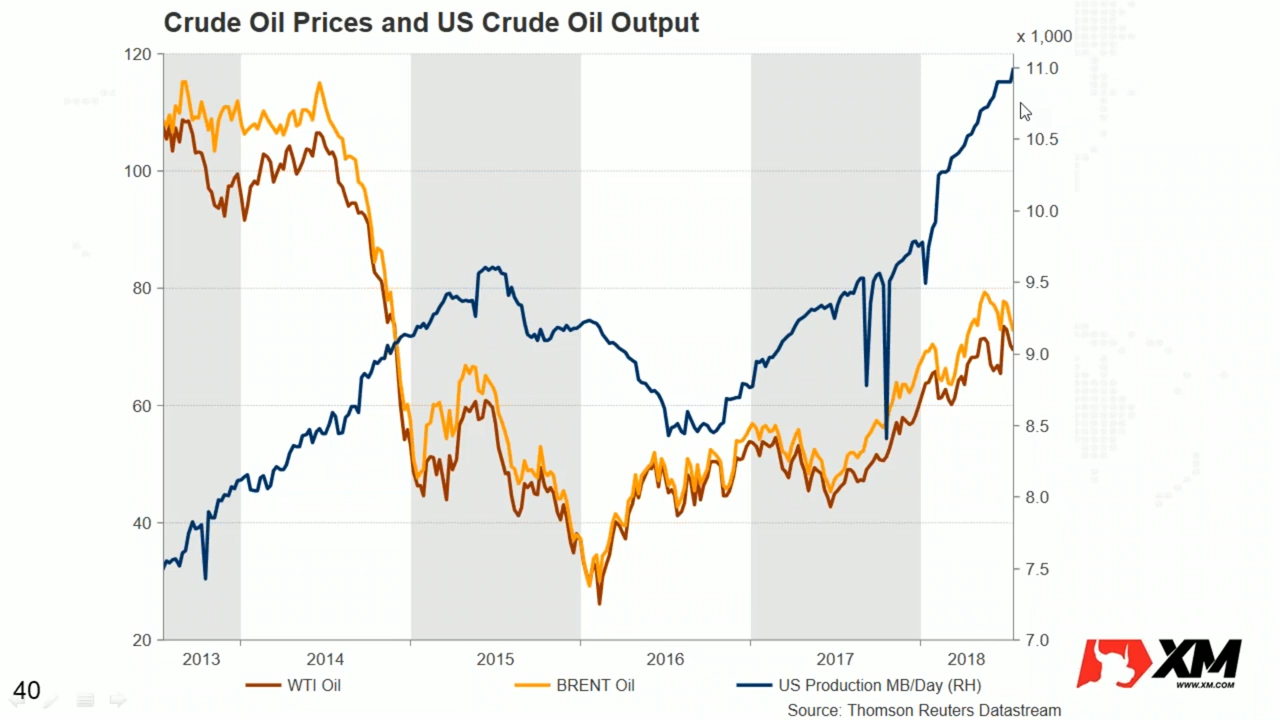 Crude Oil Prices and US Crude Oil Output
x 1,000
120
100
80
60
40
20
11.0
10.5
10.0
9.5
9.0
8.5
8.0
7.5
7.0
2013 2014 2015 2016 2017 2018
WTI Oil BRENT Oil US Production MB/Day (RH)
Source: Thomson Reuters Datastream
40
XM
WWW.XM.COM